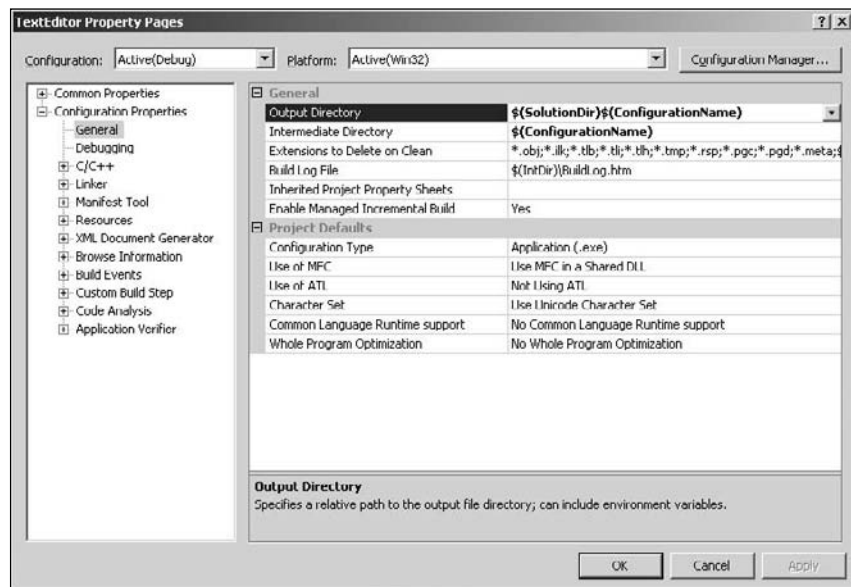 TextEditor Property Pages
Configuration: Active(Debug) Platform: Active(Win32) Configuration Manager...
Common Properties
Configuration Properties
General
Debugging
C/C++
Linker
Manifest Tool
Resources
XML Document Generator
Browse Information
Build Events
Custom Build Step
Code Analysis
Application Verifier
General
Output Directory $(SolutionDir)$(ConfigurationName)
Intermediate Directory $(ConfigurationName)
Extensions to Delete on Clean *.obj;*.ilk;*.tlb;*.tli;*.tlh;*.tmp;*.rsp;*.pgc;*.pgd;*.meta;$
Build Log File $(IntDir)\BuildLog.htm
Inherited Project Property Sheets
Enable Managed Incremental Build Yes
Project Defaults
Configuration Type Application (.exe)
Use of MFC Use MFC in a Shared DLL
Use of ATL Not Using ATL
Character Set Use Unicode Character Set
Common Language Runtime support No Common Language Runtime support
Whole Program Optimization No Whole Program Optimization
Output Directory
Specifies a relative path to the output file directory; can include environment variables.
OK Cancel Apply